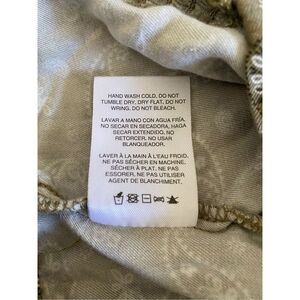 HAND WASH COLD, DO NOT
TUMBLE DRY, DRY FLAT, DO NOT
WRING, DO NOT BLEACH.
LAVAR A MANO CON AGUA FRÍA.
NO SECAR EN SECADORA, HAGA
SECAR EXTENDIDO, NO
RETORCER, NO USAR
BLANQUEADOR.
LAVER À LA MAIN À L'EAU FROID,
NE PAS SÉCHER EN MACHINE,
SÉCHER À PLAT, NE PAS
ESSORER, NE PAS UTILISER
AGENT DE BLANCHIMENT.